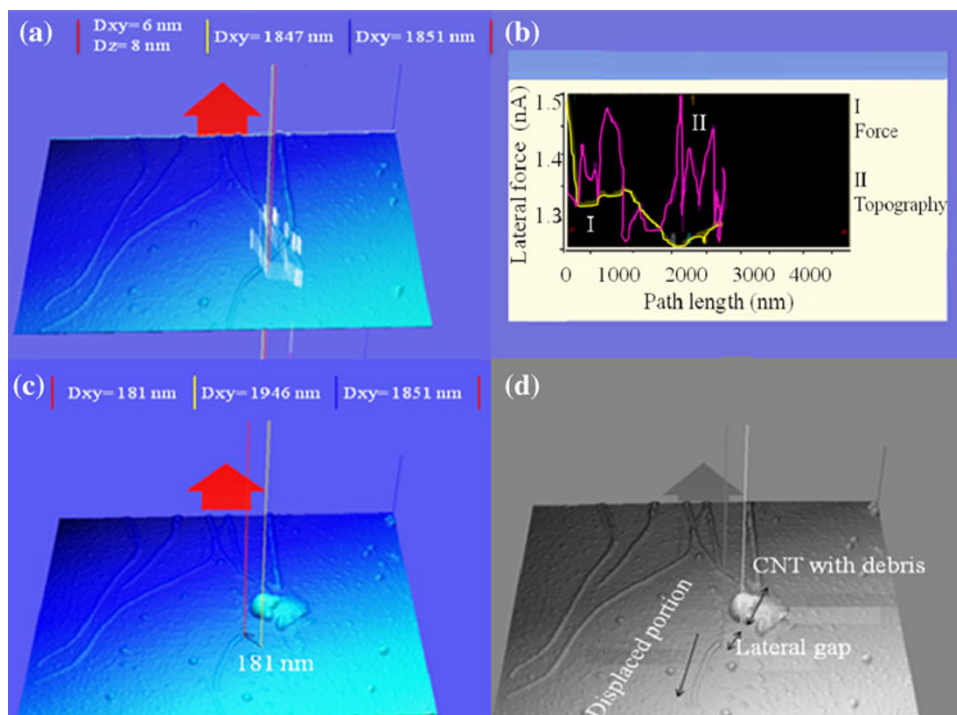 (a)
Dxy= 6 nm
Dz= 8 nm
Dxy= 1847 nm
Dxy= 1851 nm
(b)
Lateral force (nA)
1.5
1.4
1.3
II
I
I
Force
II
Topography
0 1000 2000 3000 4000
Path length (nm)
(c)
Dxy= 181 nm
Dxy= 1946 nm
Dxy= 1851 nm
181 nm
(d)
CNT with debris
Lateral gap
Displaced portion